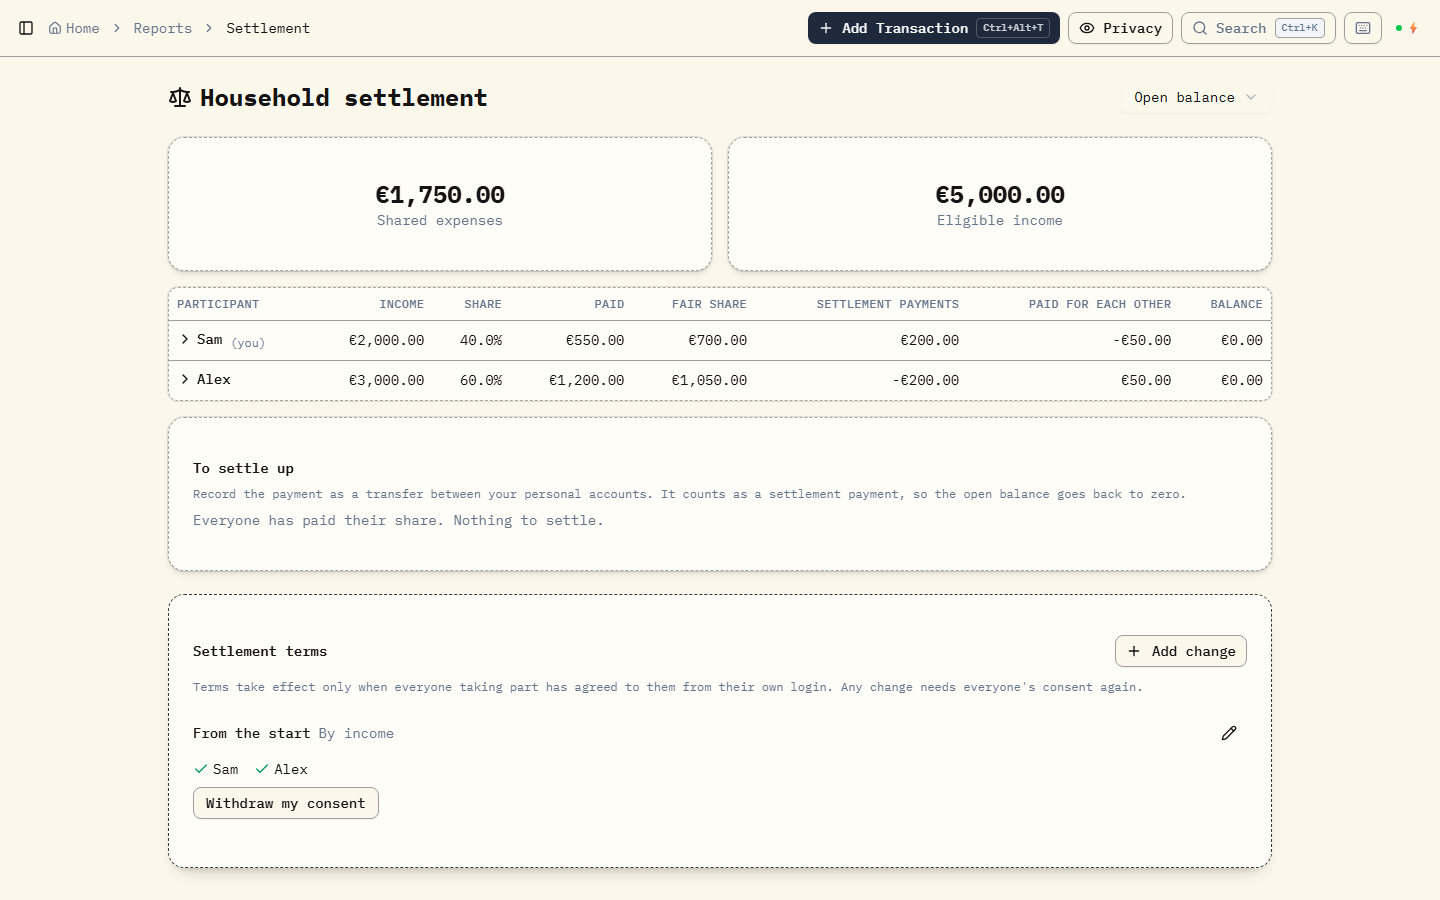 Home > Reports > Settlement
+ Add Transaction Ctrl+Alt+T
Privacy
Search Ctrl+K
Household settlement
Open balance
€1,750.00
Shared expenses
€5,000.00
Eligible income
PARTICIPANT INCOME SHARE PAID FAIR SHARE SETTLEMENT PAYMENTS PAID FOR EACH OTHER BALANCE
Sam (you) €2,000.00 40.0% €550.00 €700.00 €200.00 -€50.00 €0.00
Alex €3,000.00 60.0% €1,200.00 €1,050.00 -€200.00 €50.00 €0.00
To settle up
Record the payment as a transfer between your personal accounts. It counts as a settlement payment, so the open balance goes back to zero.
Everyone has paid their share. Nothing to settle.
Settlement terms
+ Add change
Terms take effect only when everyone taking part has agreed to them from their own login. Any change needs everyone's consent again.
From the start By income
Sam Alex
Withdraw my consent